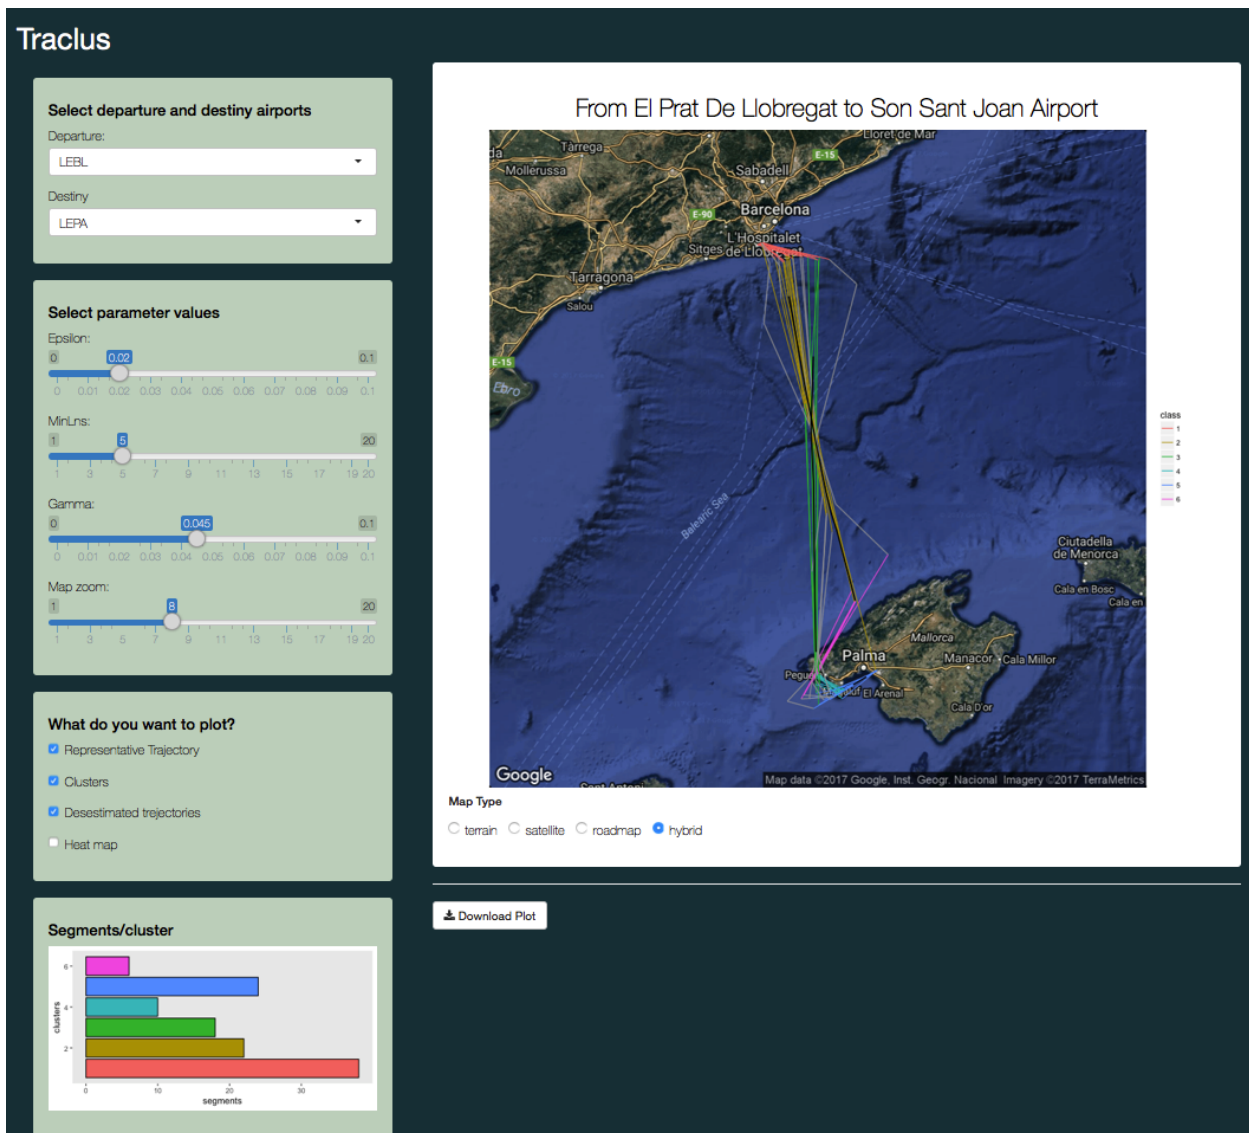 Traclus
Select departure and destiny airports
Departure:
LEBL
Destiny
LEPA
Select parameter values
Epsilon:
0 0.02 0.1
0 0.01 0.02 0.03 0.04 0.05 0.06 0.07 0.08 0.09 0.1
MinLns:
1 5 20
1 3 5 7 9 11 13 15 17 19 20
Gamma:
0 0.045 0.1
0 0.01 0.02 0.03 0.04 0.05 0.06 0.07 0.08 0.09 0.1
Map zoom:
1 8 20
1 3 5 7 9 11 13 15 17 19 20
What do you want to plot?
Representative Trajectory
Clusters
Desestimated trejectories
Heat map
Segments/cluster
6
4
2
clusters
0 10 20 30
segments
From El Prat De Llobregat to Son Sant Joan Airport
Lloret de Mar
da
Tàrrega
E-15
Mollerussa
Sabadell
E-90
Barcelona
L'Hospitalet
Sitges de Llobregat
Tarragona
Salou
E-15
Ebro
Balearic Sea
Ciutadella
de Menorca
Cala en Bosc
Cala en
Mallorca
Palma
Manacor
Cala Millor
El Arenal
Cala D'or
Google
Map data ©2017 Google, Inst. Geogr. Nacional Imagery ©2017 TerraMetrics
class
1
2
3
4
5
6
Map Type
terrain satellite roadmap hybrid
Download Plot